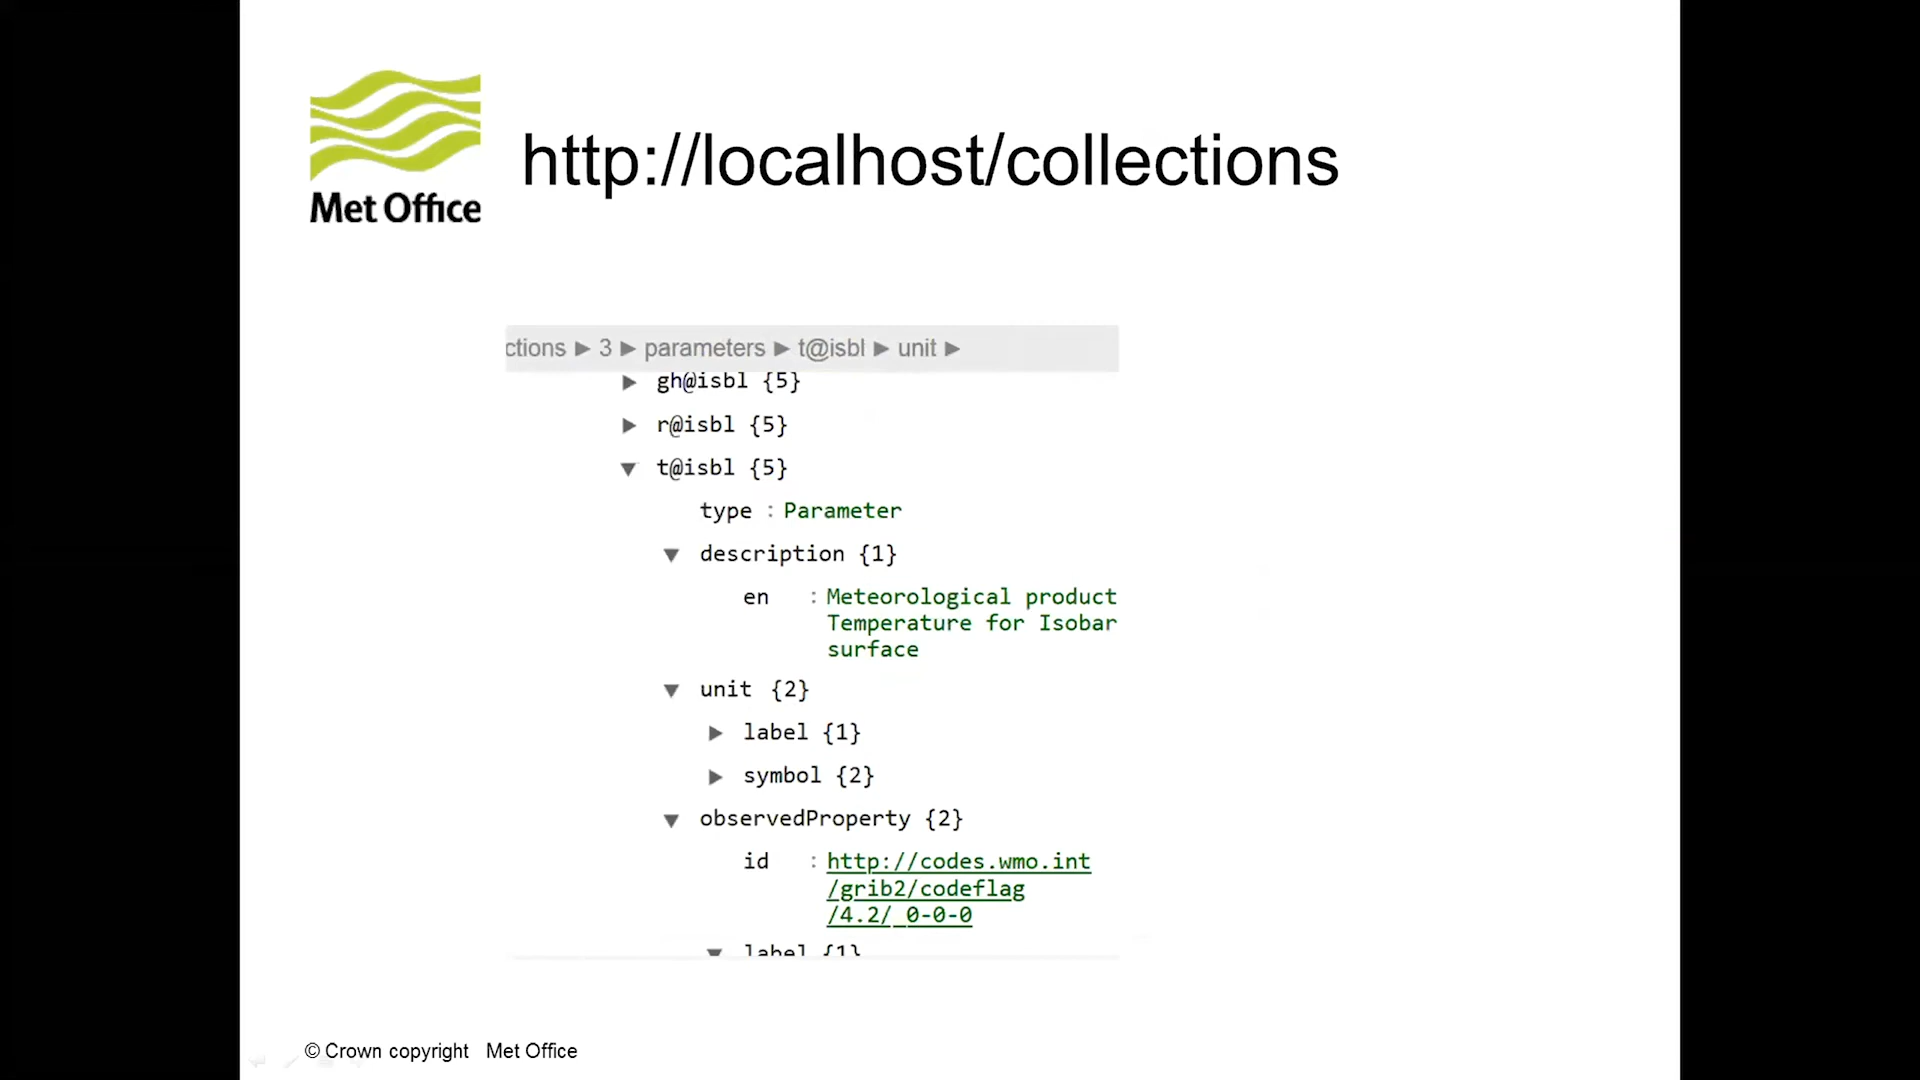 Met Office
http://localhost/collections
ctions ▶ 3 ▶ parameters ▶ t@isbl ▶ unit ▶
▶ gh@isbl {5}
▶ r@isbl {5}
▼ t@isbl {5}
type : Parameter
▼ description {1}
en : Meteorological product
Temperature for Isobar
surface
▼ unit {2}
▶ label {1}
▶ symbol {2}
▼ observedProperty {2}
id : http://codes.wmo.int
/grib2/codeflag
/4.2/_0-0-0
▼ label {1}
© Crown copyright Met Office